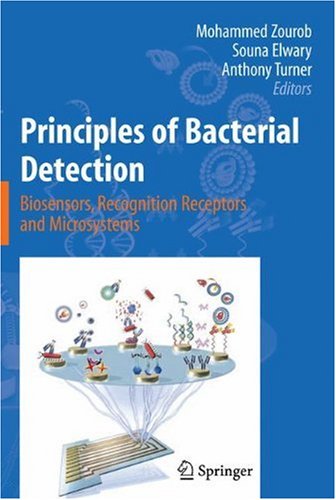 Mohammed Zourob
Souna Elwary
Anthony Turner
Editors
Principles of Bacterial
Detection
Biosensors, Recognition Receptors
and Microsystems
Springer